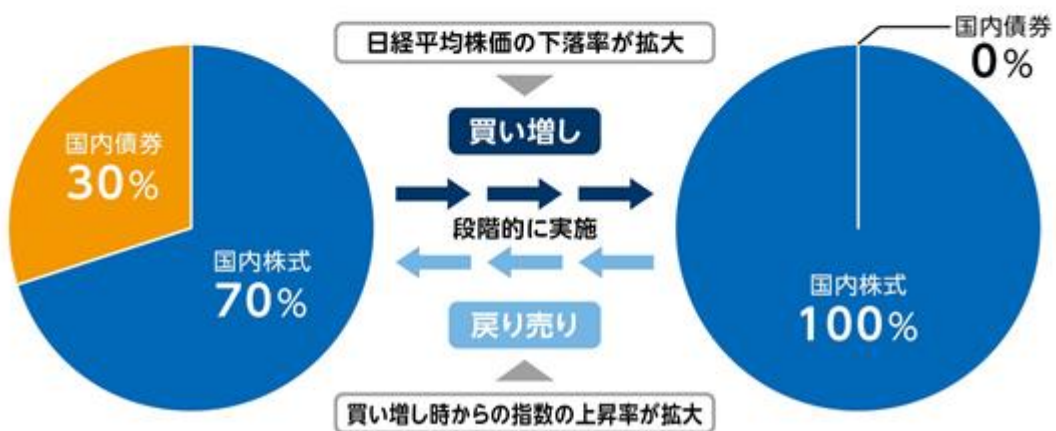 日経平均株価の下落率が拡大
買い増し
段階的に実施
戻り売り
買い増し時からの指数の上昇率が拡大
国内債券
30%
国内株式
70%
国内債券
0%
国内株式
100%